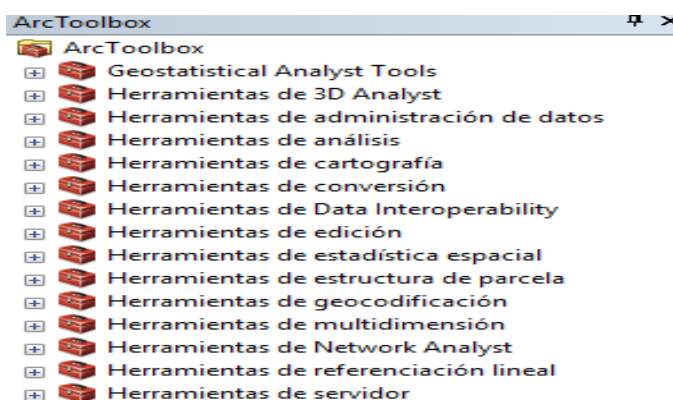 ArcToolbox
ArcToolbox
Geostatistical Analyst Tools
Herramientas de 3D Analyst
Herramientas de administración de datos
Herramientas de análisis
Herramientas de cartografía
Herramientas de conversión
Herramientas de Data Interoperability
Herramientas de edición
Herramientas de estadística espacial
Herramientas de estructura de parcela
Herramientas de geocodificación
Herramientas de multidimensión
Herramientas de Network Analyst
Herramientas de referenciación lineal
Herramientas de servidor